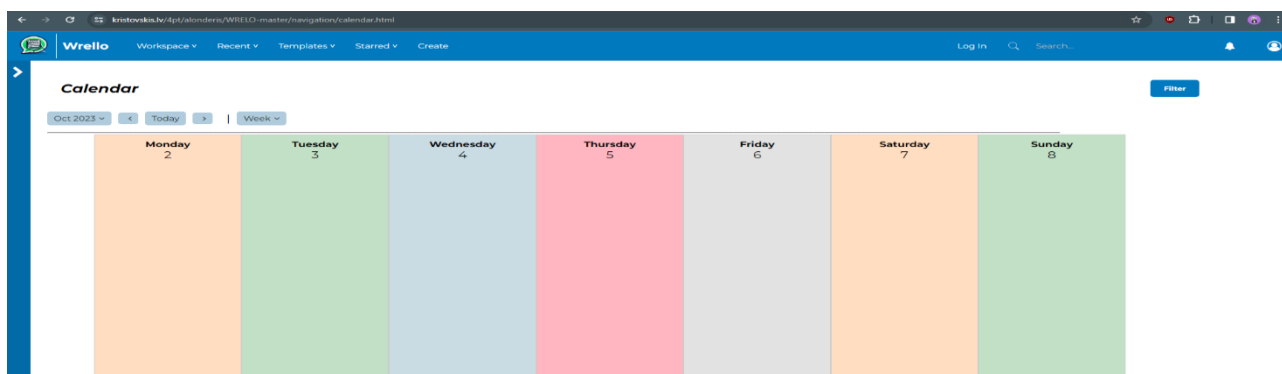 kristovskis.lv/4pt/alonderis/WRELO-master/navigation/calendar.html
Wrello Workspace Recent Templates Starred Create Log In Search...
Calendar
Filter
Oct 2023 < Today > | Week
Monday Tuesday Wednesday Thursday Friday Saturday Sunday
2 3 4 5 6 7 8